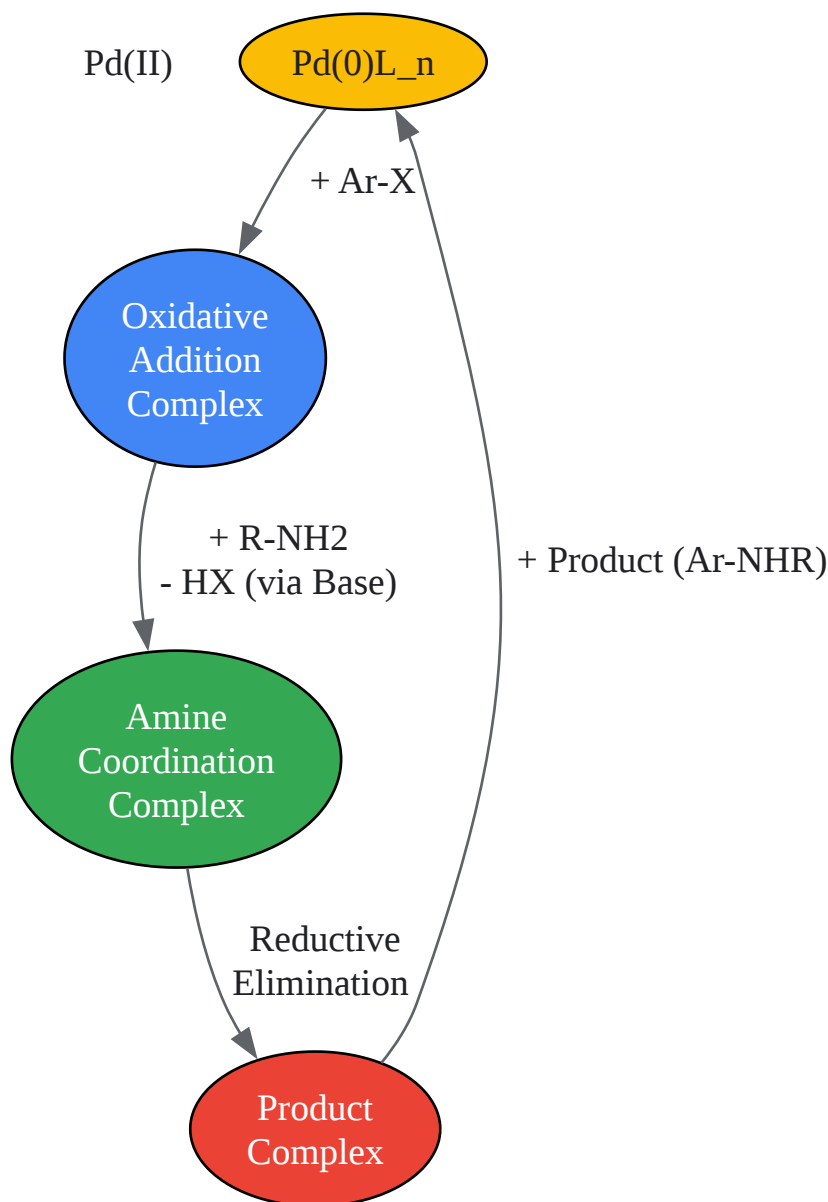 Pd(II)
Pd(0)L_n
+ Ar-X
Oxidative
Addition
Complex
+ R-NH2
- HX (via Base)
+ Product (Ar-NHR)
Amine
Coordination
Complex
Reductive
Elimination
Product
Complex